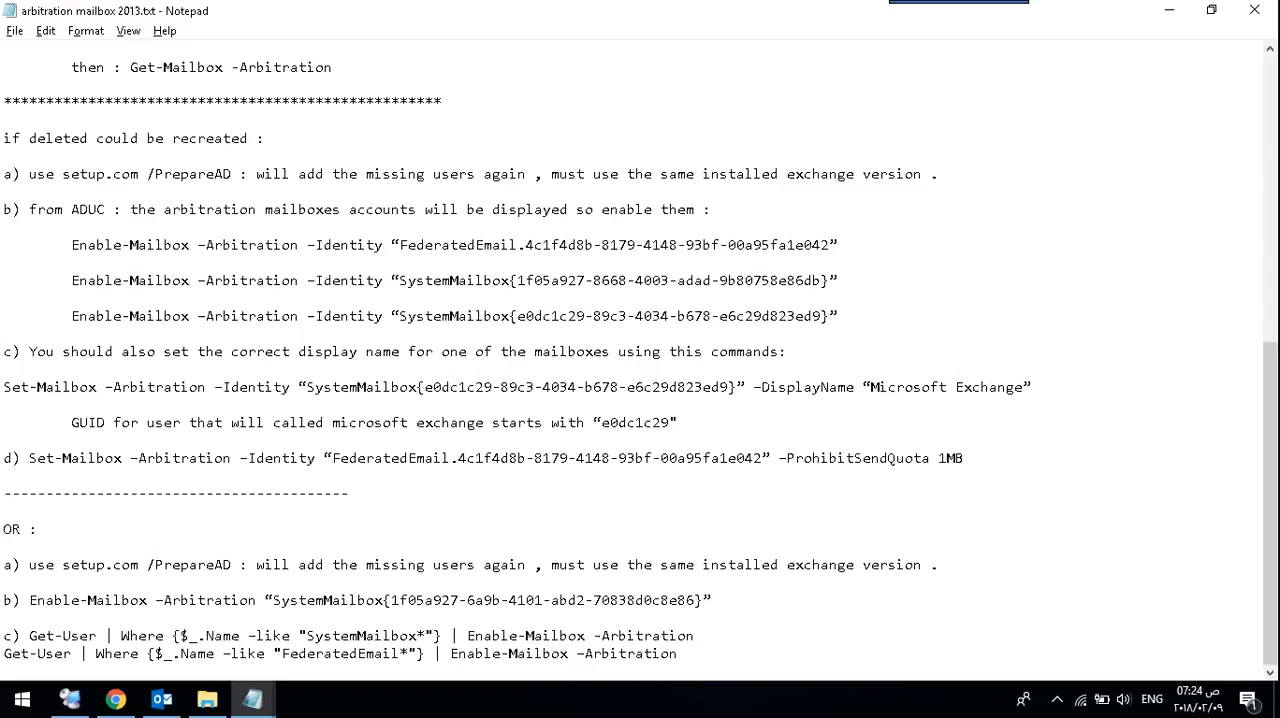 arbitration mailbox 2013.txt - Notepad
File Edit Format View Help
then : Get-Mailbox -Arbitration
****************************************************
if deleted could be recreated :
a) use setup.com /PrepareAD : will add the missing users again , must use the same installed exchange version .
b) from ADUC : the arbitration mailboxes accounts will be displayed so enable them :
Enable-Mailbox –Arbitration –Identity “FederatedEmail.4c1f4d8b-8179-4148-93bf-00a95fa1e042”
Enable-Mailbox –Arbitration –Identity “SystemMailbox{1f05a927-8668-4003-adad-9b80758e86db}”
Enable-Mailbox –Arbitration –Identity “SystemMailbox{e0dc1c29-89c3-4034-b678-e6c29d823ed9}”
c) You should also set the correct display name for one of the mailboxes using this commands:
Set-Mailbox –Arbitration –Identity “SystemMailbox{e0dc1c29-89c3-4034-b678-e6c29d823ed9}” –DisplayName “Microsoft Exchange”
GUID for user that will called microsoft exchange starts with “e0dc1c29"
d) Set-Mailbox –Arbitration –Identity “FederatedEmail.4c1f4d8b-8179-4148-93bf-00a95fa1e042” –ProhibitSendQuota 1MB
-----------------------------------------
OR :
a) use setup.com /PrepareAD : will add the missing users again , must use the same installed exchange version .
b) Enable-Mailbox –Arbitration “SystemMailbox{1f05a927-6a9b-4101-abd2-70838d0c8e86}”
c) Get-User | Where {$_.Name –like "SystemMailbox*"} | Enable-Mailbox -Arbitration
Get-User | Where {$_.Name –like "FederatedEmail*"} | Enable-Mailbox –Arbitration
ENG
07:24 ص
٢٠١٨/٠٢/٠٩
1